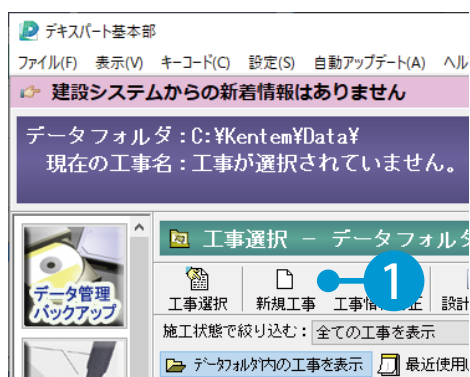 デキスパート基本部
ファイル(F) 表示(V) キーコード(C) 設定(S) 自動アップデート(A) ヘル
建設システムからの新着情報はありません
データフォルダ:C:¥Kentem¥Data¥
現在の工事名:工事が選択されていません。
工事選択 － データフォルダ
データ管理
バックアップ
1
工事選択 新規工事 工事情 正 設計
施工状態で絞り込む: 全ての工事を表示
データフォルダ内の工事を表示 最近使用